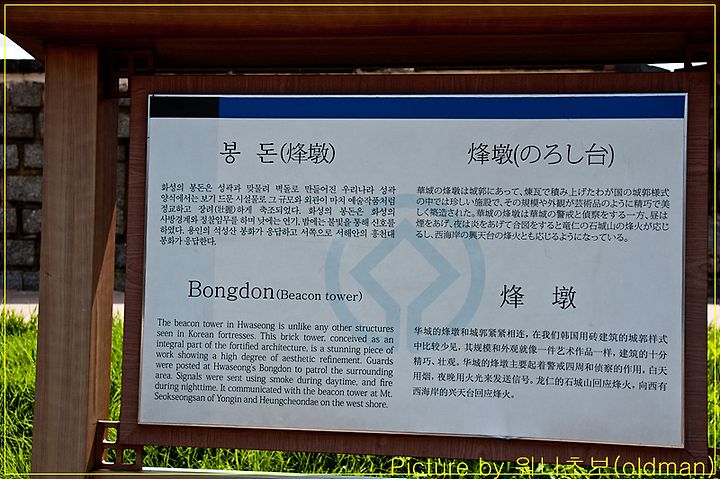 봉 돈(烽墩)
화성의 봉돈은 성곽과 맞물려 벽돌로 만들어진 우리나라 성곽
양식에서는 보기 드문 시설물로 그 규모와 외관이 마치 예술작품처럼
정교하고 장려(壯麗)하게 축조되었다. 화성의 봉돈은 화성의
사방경계와 정찰임무를 하며 낮에는 연기, 밤에는 불빛을 통해 신호를
하였다. 용인의 석성산 봉화가 응답하고 서쪽으로 서해안의 흥천대
봉화가 응답한다.
烽墩(のろし台)
華城の烽墩は城郭にあって、煉瓦で積み上げたわが国の城郭様式
の中では珍しい施設で、その規模や外観が芸術品のように精巧で美
しく築造された。華城の烽墩は華城の警戒と偵察をする一方、昼は
煙をあげ、夜は炎をあげて合図をすると竜仁の石城山の烽火が応じ
るし、西海岸の興天台の烽火とも応じるようになっている。
Bongdon(Beacon tower)
The beacon tower in Hwaseong is unlike any other structures
seen in Korean fortresses. This brick tower, conceived as an
integral part of the fortified architecture, is a stunning piece of
work showing a high degree of aesthetic refinement. Guards
were posted at Hwaseong's Bongdon to patrol the surrounding
area. Signals were sent using smoke during daytime, and fire
during nighttime. It communicated with the beacon tower at Mt.
Seokseongsan of Yongin and Heungcheondae on the west shore.
烽 墩
华城的烽墩和城郭紧紧相连，在我们韩国用砖建筑的城郭样式
中比较少见，其规模和外观就像一件艺术作品一样，建筑的十分
精巧、壮观。华城的烽墩主要起着警戒四周和侦察的作用，白天
用烟，夜晚用火光来发送信号。龙仁的石城山回应烽火，向西有
西海岸的兴天台回应烽火。
Picture by 워나초보(oldman)